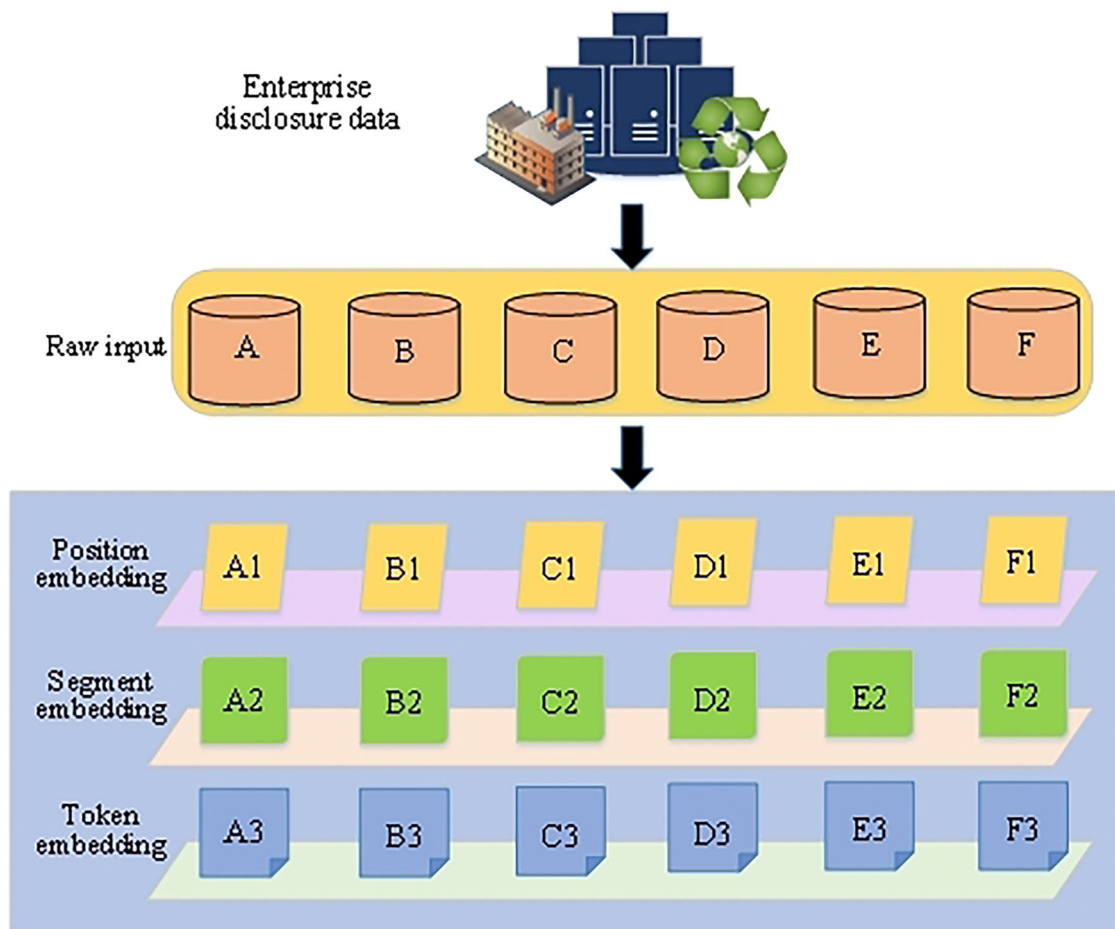 Enterprise
disclosure data
Raw input
A B C D E F
Position
embedding
A1 B1 C1 D1 E1 F1
Segment
embedding
A2 B2 C2 D2 E2 F2
Token
embedding
A3 B3 C3 D3 E3 F3